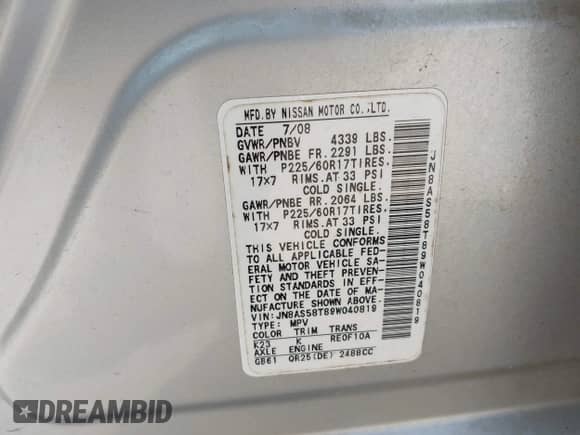 MFD.BY NISSAN MOTOR CO.,LTD.
DATE 7/08
GVWR/PNBV 4339 LBS.
GAWR/PNBE FR. 2291 LBS.
WITH P225/60R17TIRES.
17x7 RIMS.AT 33 PSI
COLD SINGLE.
GAWR/PNBE RR. 2064 LBS.
WITH P225/60R17TIRES.
17x7 RIMS.AT 33 PSI
COLD SINGLE.
THIS VEHICLE CONFORMS
TO ALL APPLICABLE FED-
ERAL MOTOR VEHICLE SA-
FETY AND THEFT PREVEN-
TION STANDARDS IN EFF-
ECT ON THE DATE OF MA-
NUFACTURE SHOWN ABOVE.
VIN:JN8AS58T89W040819
TYPE: MPV
COLOR TRIM TRANS
K23 K RE0F10A
AXLE ENGINE
GB61 QR25(DE) 2488CC
JN8AS58T89W040819
DREAMBID